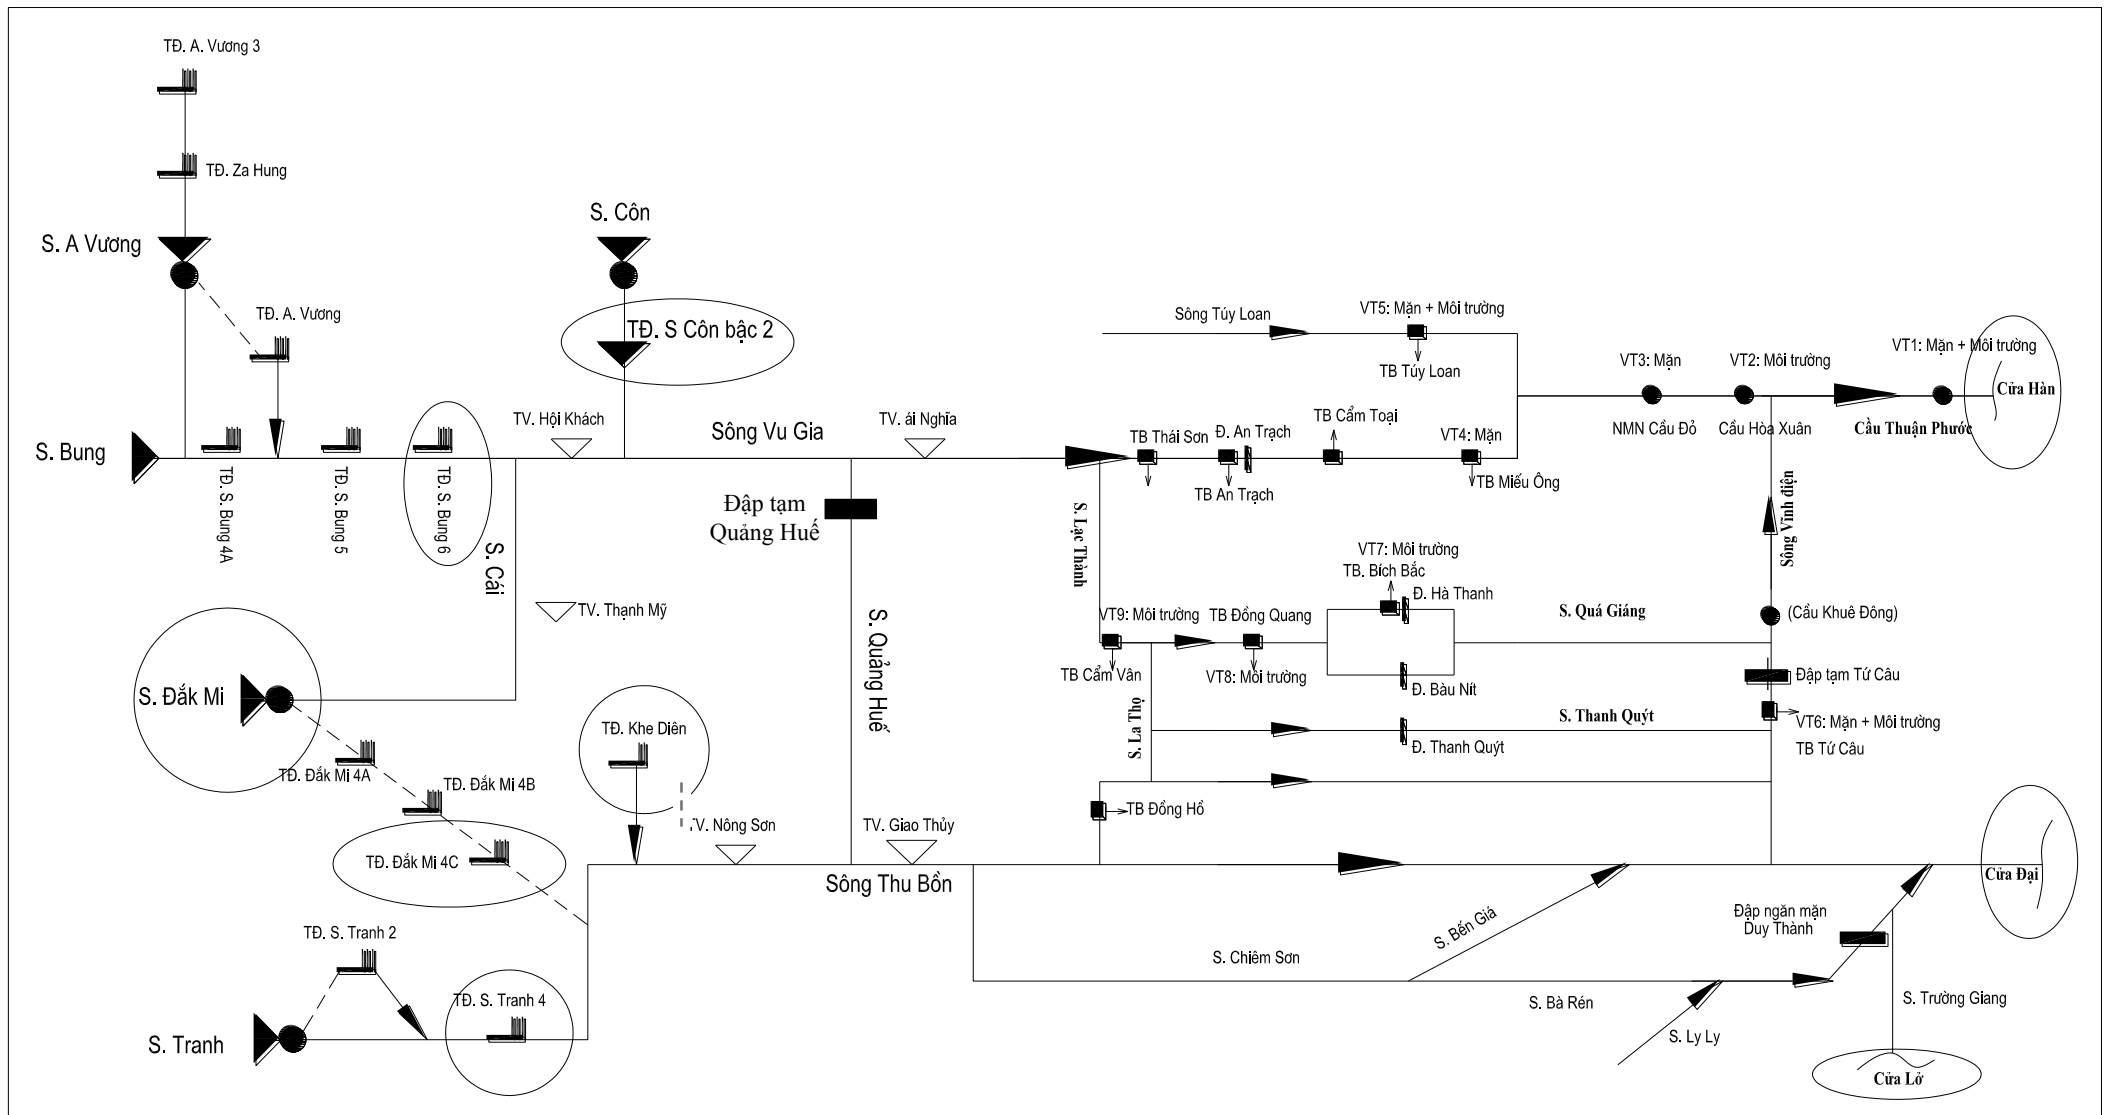 TĐ. A. Vương 3
TĐ. Za Hung
S. Côn
S. A Vương
TĐ. A. Vương
TĐ. S Côn bậc 2
Sông Túy Loan
VT5: Mặn + Môi trường
TB Túy Loan
VT3: Mặn
VT2: Môi trường
VT1: Mặn + Môi trường
Cửa Hàn
NMN Cầu Đỏ
Cầu Hòa Xuân
Cầu Thuận Phước
S. Bung
TV. Hội Khách
Sông Vu Gia
TV. ái Nghĩa
TB Thái Sơn
Đ. An Trạch
TB Cẩm Toại
VT4: Mặn
TB An Trạch
TB Miếu Ông
TĐ. S. Bung 4A
TĐ. S. Bung 5
TĐ. S. Bung 6
S. Cái
Đập tạm
Quảng Huế
S. Lạc Thành
Sông Vĩnh điện
VT7: Môi trường
TB. Bích Bắc
Đ. Hà Thanh
TV. Thạnh Mỹ
S. Quảng Huế
VT9: Môi trường
TB Đồng Quang
S. Quá Giáng
(Cầu Khuê Đông)
TB Cẩm Vân
VT8: Môi trường
Đ. Bàu Nít
Đập tạm Tứ Câu
S. Đắk Mi
S. La Thọ
S. Thanh Quýt
VT6: Mặn + Môi trường
TB Tứ Câu
TĐ. Khe Diên
Đ. Thanh Quýt
TĐ. Đắk Mi 4A
TĐ. Đắk Mi 4B
TB Đồng Hồ
TV. Nông Sơn
TV. Giao Thủy
TĐ. Đắk Mi 4C
Sông Thu Bồn
Cửa Đại
TĐ. S. Tranh 2
S. Bến Giá
Đập ngăn mặn
Duy Thành
S. Chiêm Sơn
TĐ. S. Tranh 4
S. Bà Rén
S. Trường Giang
S. Tranh
S. Ly Ly
Cửa Lở